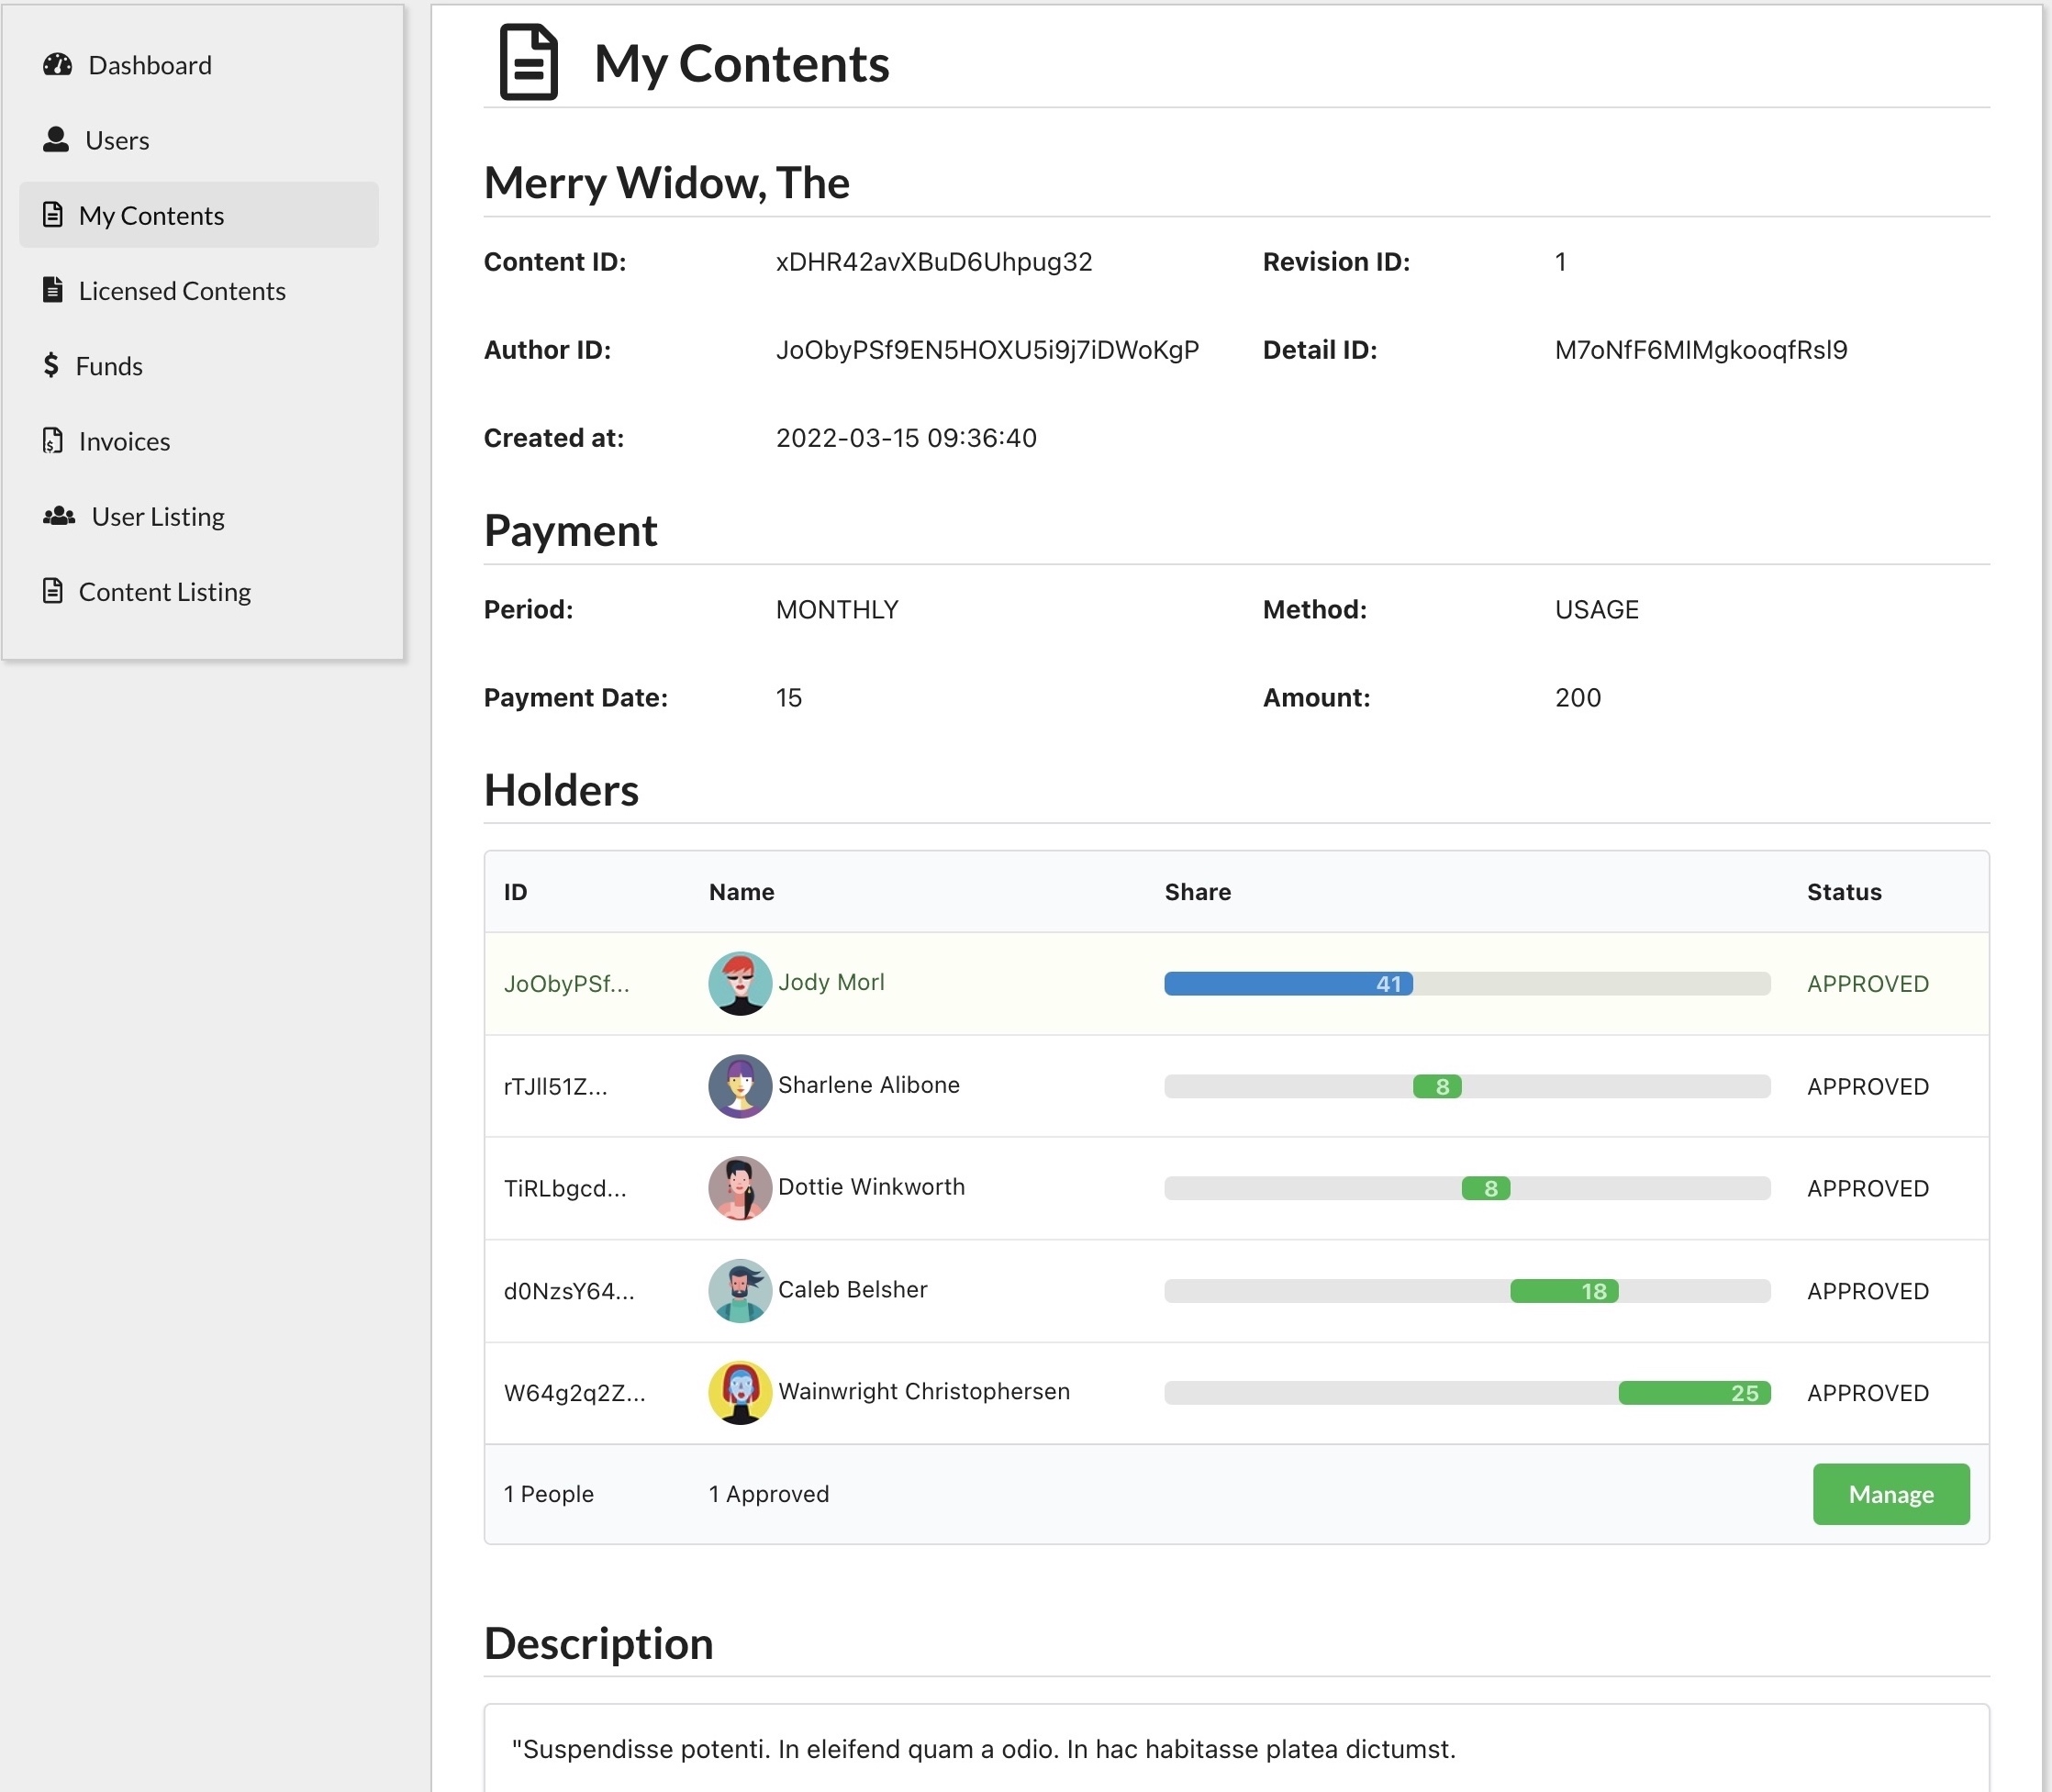 Dashboard
Users
My Contents
Licensed Contents
Funds
Invoices
User Listing
Content Listing
My Contents
Merry Widow, The
Content ID: xDHR42avXBuD6Uhpug32 Revision ID: 1
Author ID: JoObyPSf9EN5HOXU5i9j7iDWoKgP Detail ID: M7oNfF6MIMgkooqfRsI9
Created at: 2022-03-15 09:36:40
Payment
Period: MONTHLY Method: USAGE
Payment Date: 15 Amount: 200
Holders
ID Name Share Status
JoObyPSf... Jody Morl 41 APPROVED
rTJll51Z... Sharlene Alibone 8 APPROVED
TiRLbgcd... Dottie Winkworth 8 APPROVED
d0NzsY64... Caleb Belsher 18 APPROVED
W64g2q2Z... Wainwright Christophersen 25 APPROVED
1 People 1 Approved Manage
Description
"Suspendisse potenti. In eleifend quam a odio. In hac habitasse platea dictumst.